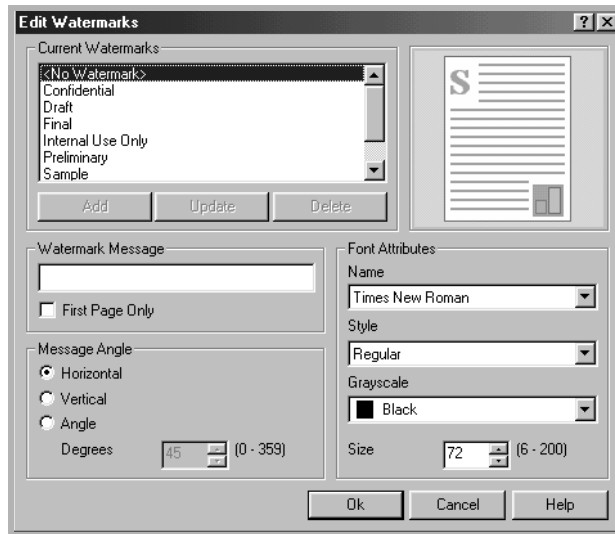 Edit Watermarks
Current Watermarks
<No Watermark>
Confidential
Draft
Final
Internal Use Only
Preliminary
Sample
Add Update Delete
S
Watermark Message
First Page Only
Message Angle
Horizontal
Vertical
Angle
Degrees 45 (0 - 359)
Font Attributes
Name
Times New Roman
Style
Regular
Grayscale
Black
Size 72 (6 - 200)
Ok Cancel Help